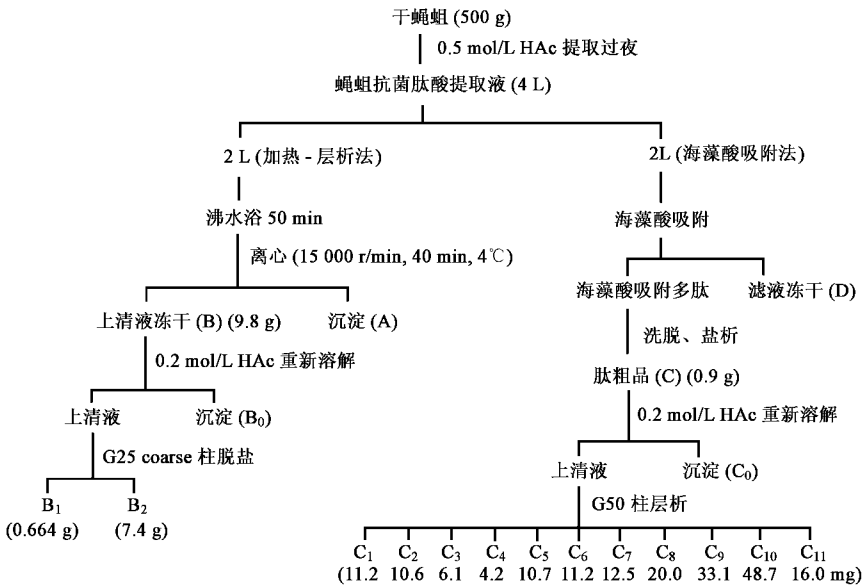 干蝇蛆 (500 g)
0.5 mol/L HAc 提取过夜
蝇蛆抗菌肽酸提取液 (4 L)
2 L (加热 - 层析法)
2L (海藻酸吸附法)
沸水浴 50 min
海藻酸吸附
离心 (15 000 r/min, 40 min, 4℃)
海藻酸吸附多肽
滤液冻干 (D)
上清液冻干 (B) (9.8 g)
沉淀 (A)
洗脱、盐析
0.2 mol/L HAc 重新溶解
肽粗品 (C) (0.9 g)
上清液
沉淀 (B₀)
0.2 mol/L HAc 重新溶解
G25 coarse 柱脱盐
上清液
沉淀 (C₀)
B₁ B₂
(0.664 g) (7.4 g)
G50 柱层析
C₁ C₂ C₃ C₄ C₅ C₆ C₇ C₈ C₉ C₁₀ C₁₁
(11.2 10.6 6.1 4.2 10.7 11.2 12.5 20.0 33.1 48.7 16.0 mg)